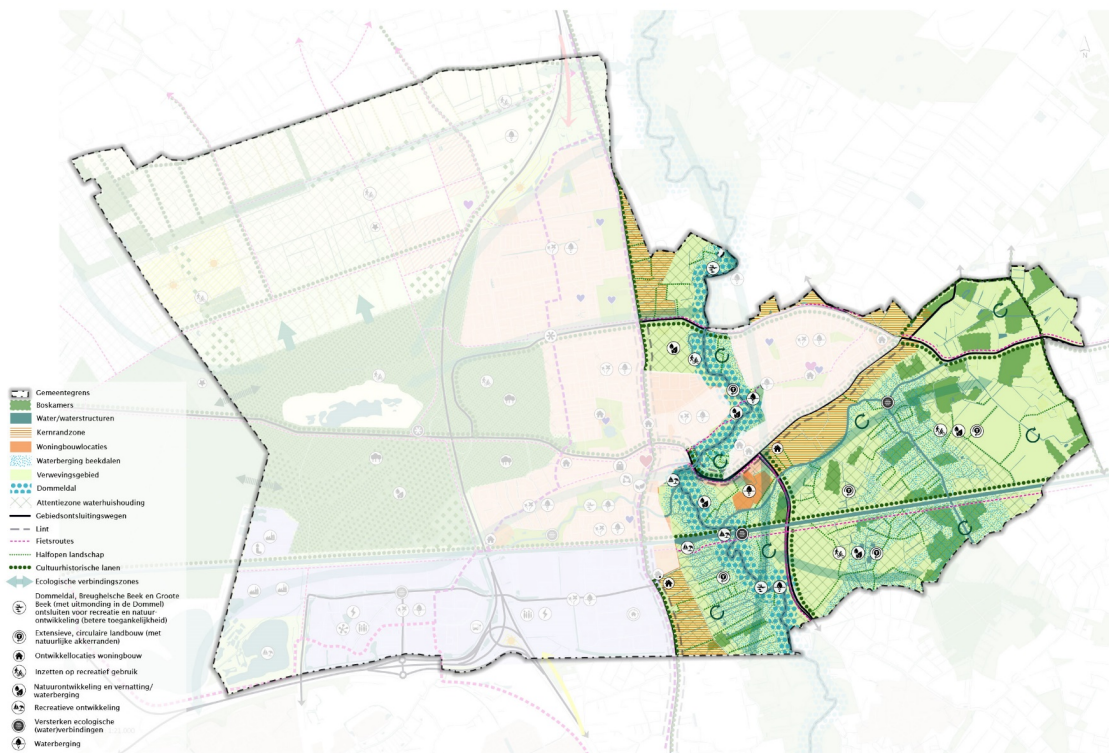 Gemeentegrens
Boskamers
Water/waterstructuren
Kernrandzone
Woningbouwlocaties
Waterberging beekdalen
Verwevingsgebied
Dommeldal
Attentiezone waterhuishouding
Gebiedsontsluitingswegen
Lint
Fietsroutes
Halfopen landschap
Cultuurhistorische lanen
Ecologische verbindingszones
Dommeldal, Breughelsche Beek en Groote
Beek (met uitmonding in de Dommel)
ontsluiten voor recreatie en natuur-
ontwikkeling (betere toegankelijkheid)
Extensieve, circulaire landbouw (met
natuurlijke akkerranden)
Ontwikkellocaties woningbouw
Inzetten op recreatief gebruik
Natuurontwikkeling en vernatting/
waterberging
Recreatieve ontwikkeling
Versterken ecologische
(water)verbindingen
Waterberging